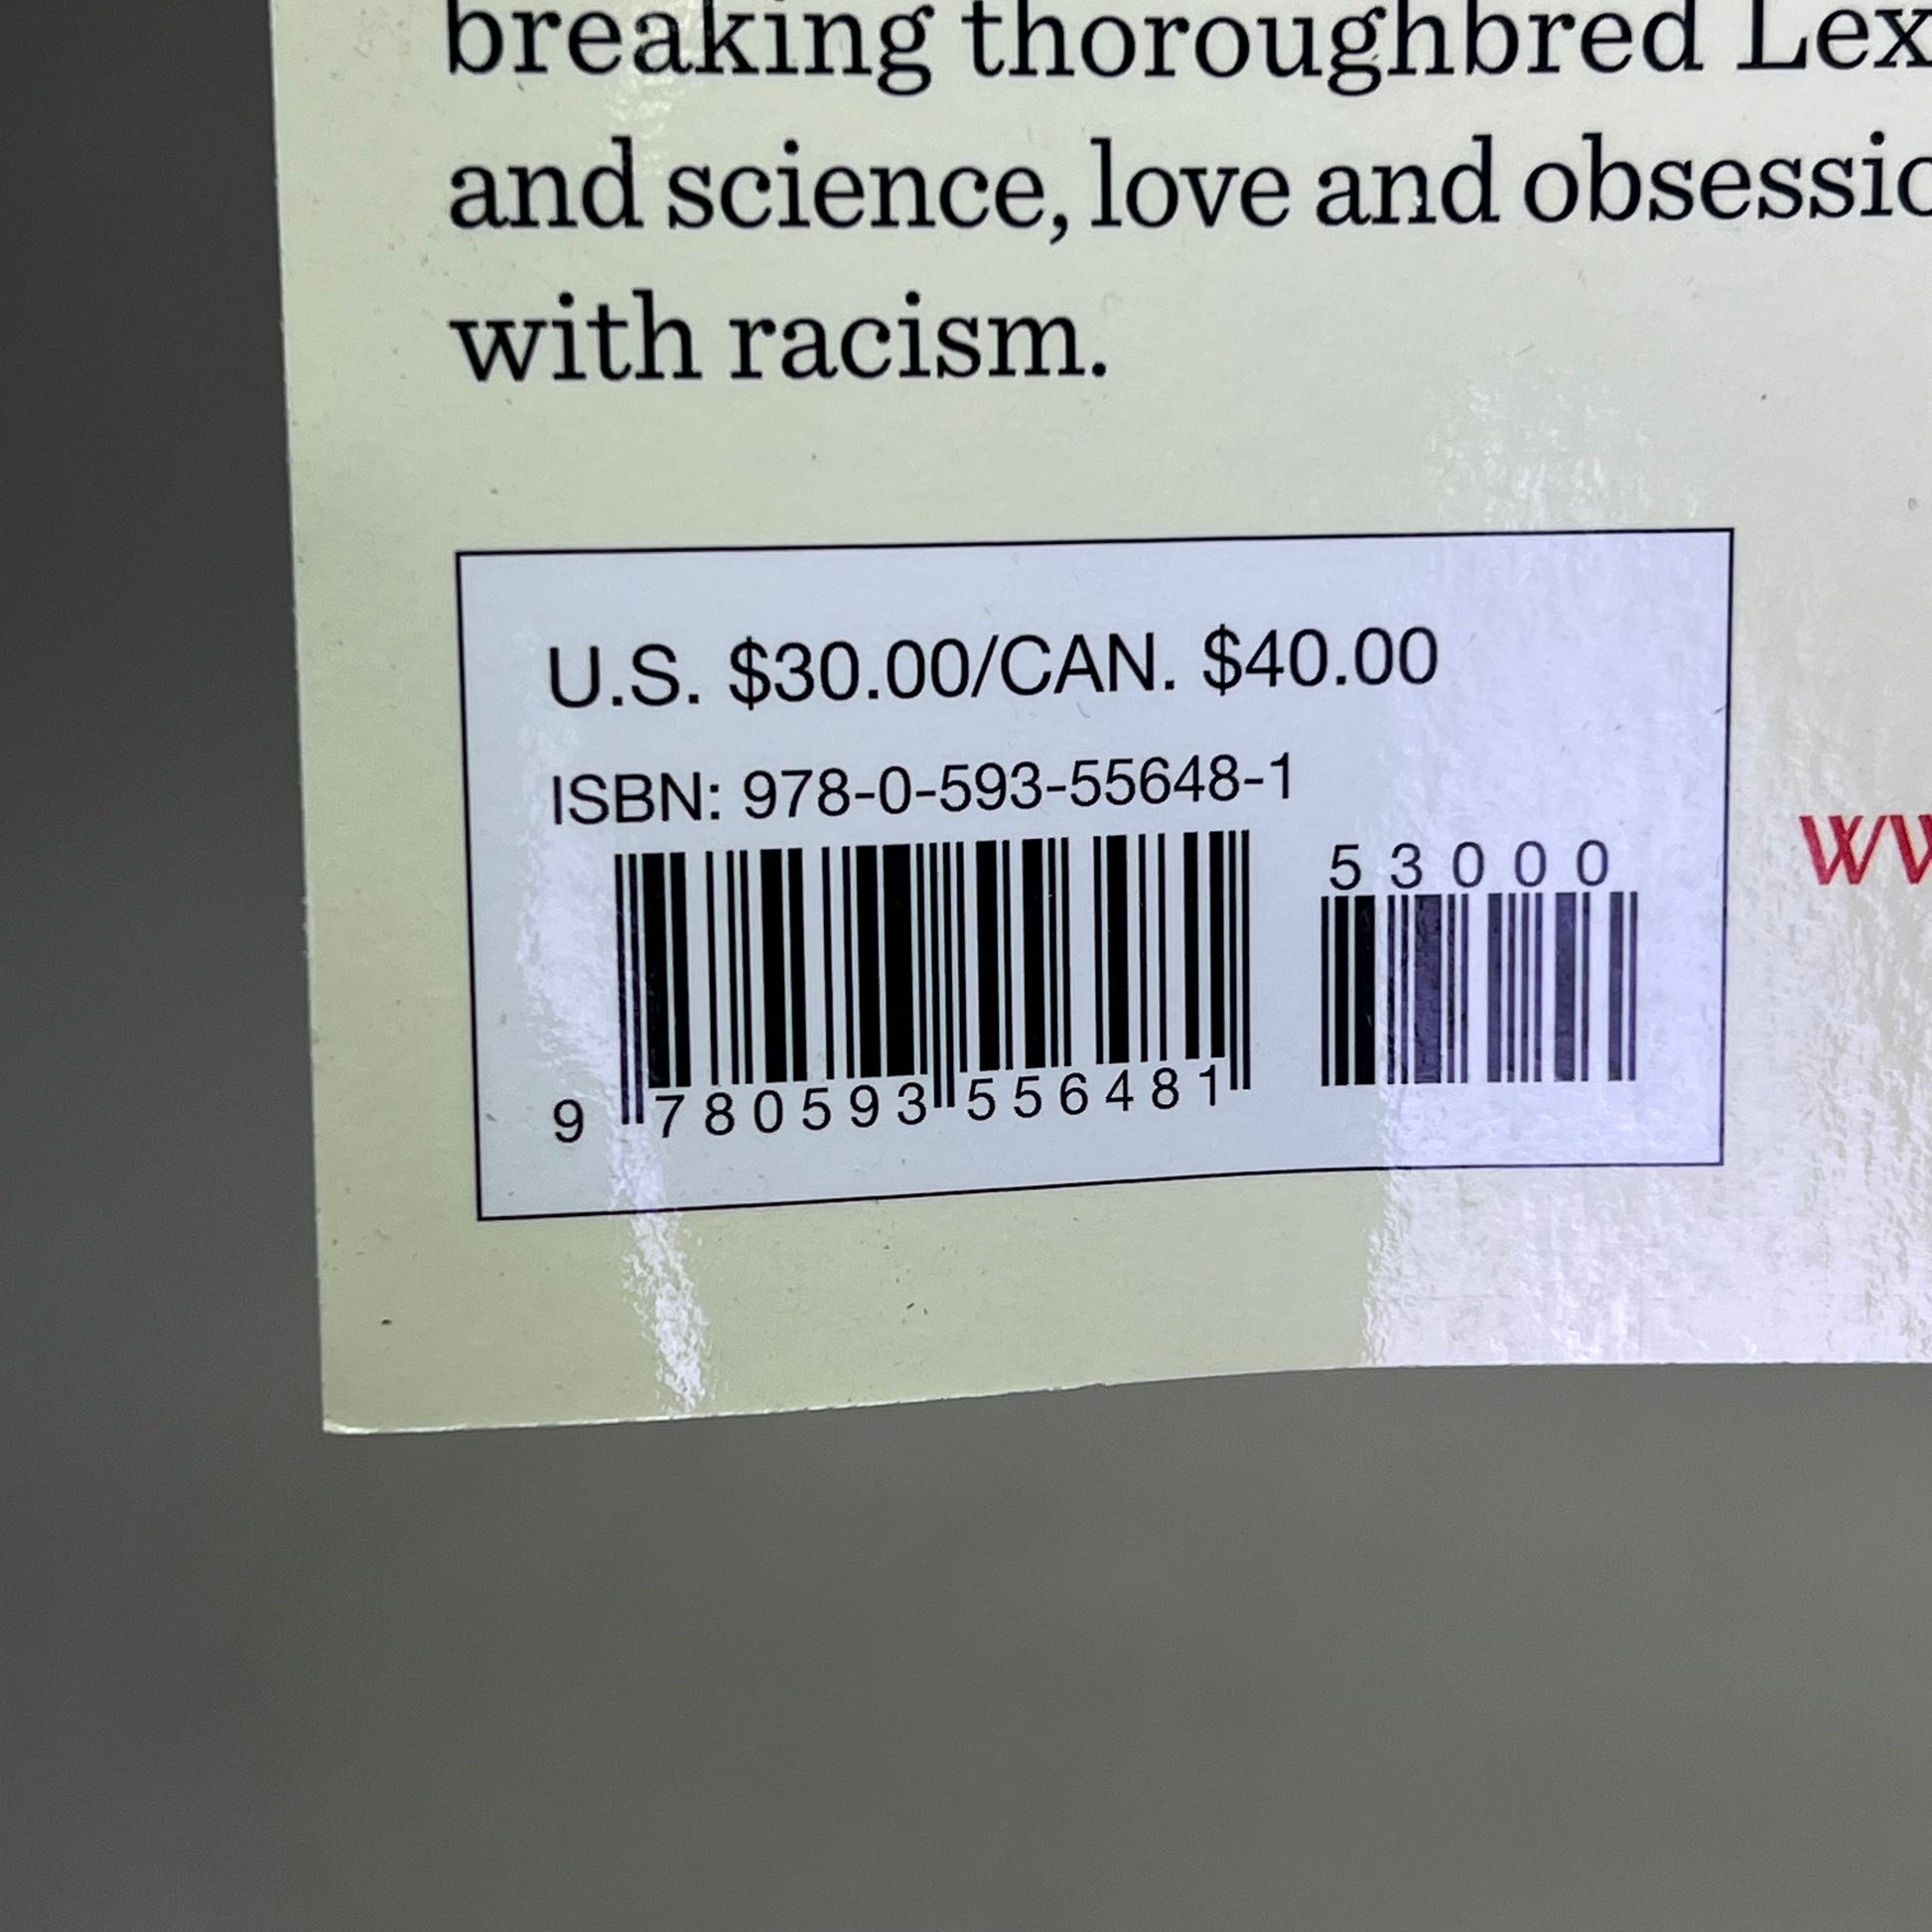 breaking thoroughbred Lex
and science, love and obsessio
with racism.
U.S. $30.00/CAN. $40.00
ISBN: 978-0-593-55648-1
53000
9 780593 556481